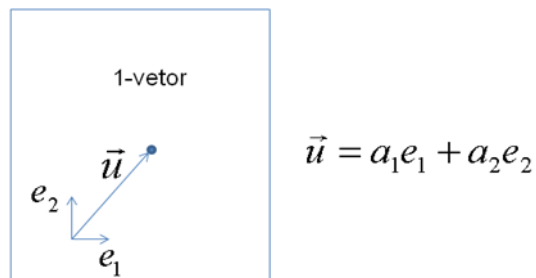 1-vetor
u⃗
e₂
e₁
u⃗ = a₁e₁ + a₂e₂